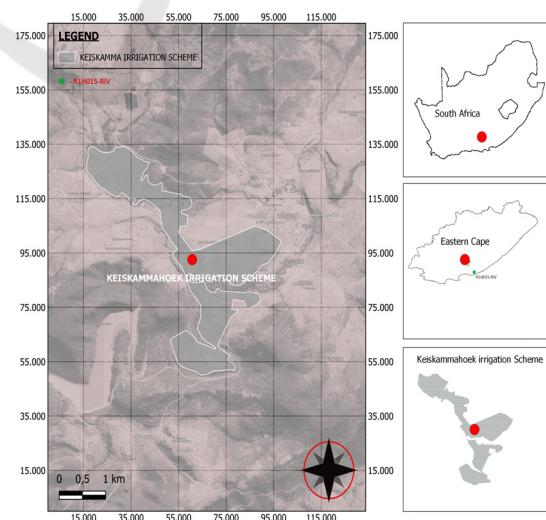 15.000 35.000 55.000 75.000 95.000 115.000
175.000 175.000
LEGEND
KEISKAMMA IRRIGATION SCHEME
- R1H015-RIV
155.000 155.000
South Africa
135.000 135.000
115.000 115.000
Eastern Cape
95.000 95.000
R1H015-RIV
KEISKAMMAHOEK IRRIGATION SCHEME
75.000 75.000
55.000 55.000
Keiskammahoek irrigation Scheme
35.000 35.000
15.000 15.000
0 0,5 1 km
15.000 35.000 55.000 75.000 95.000 115.000